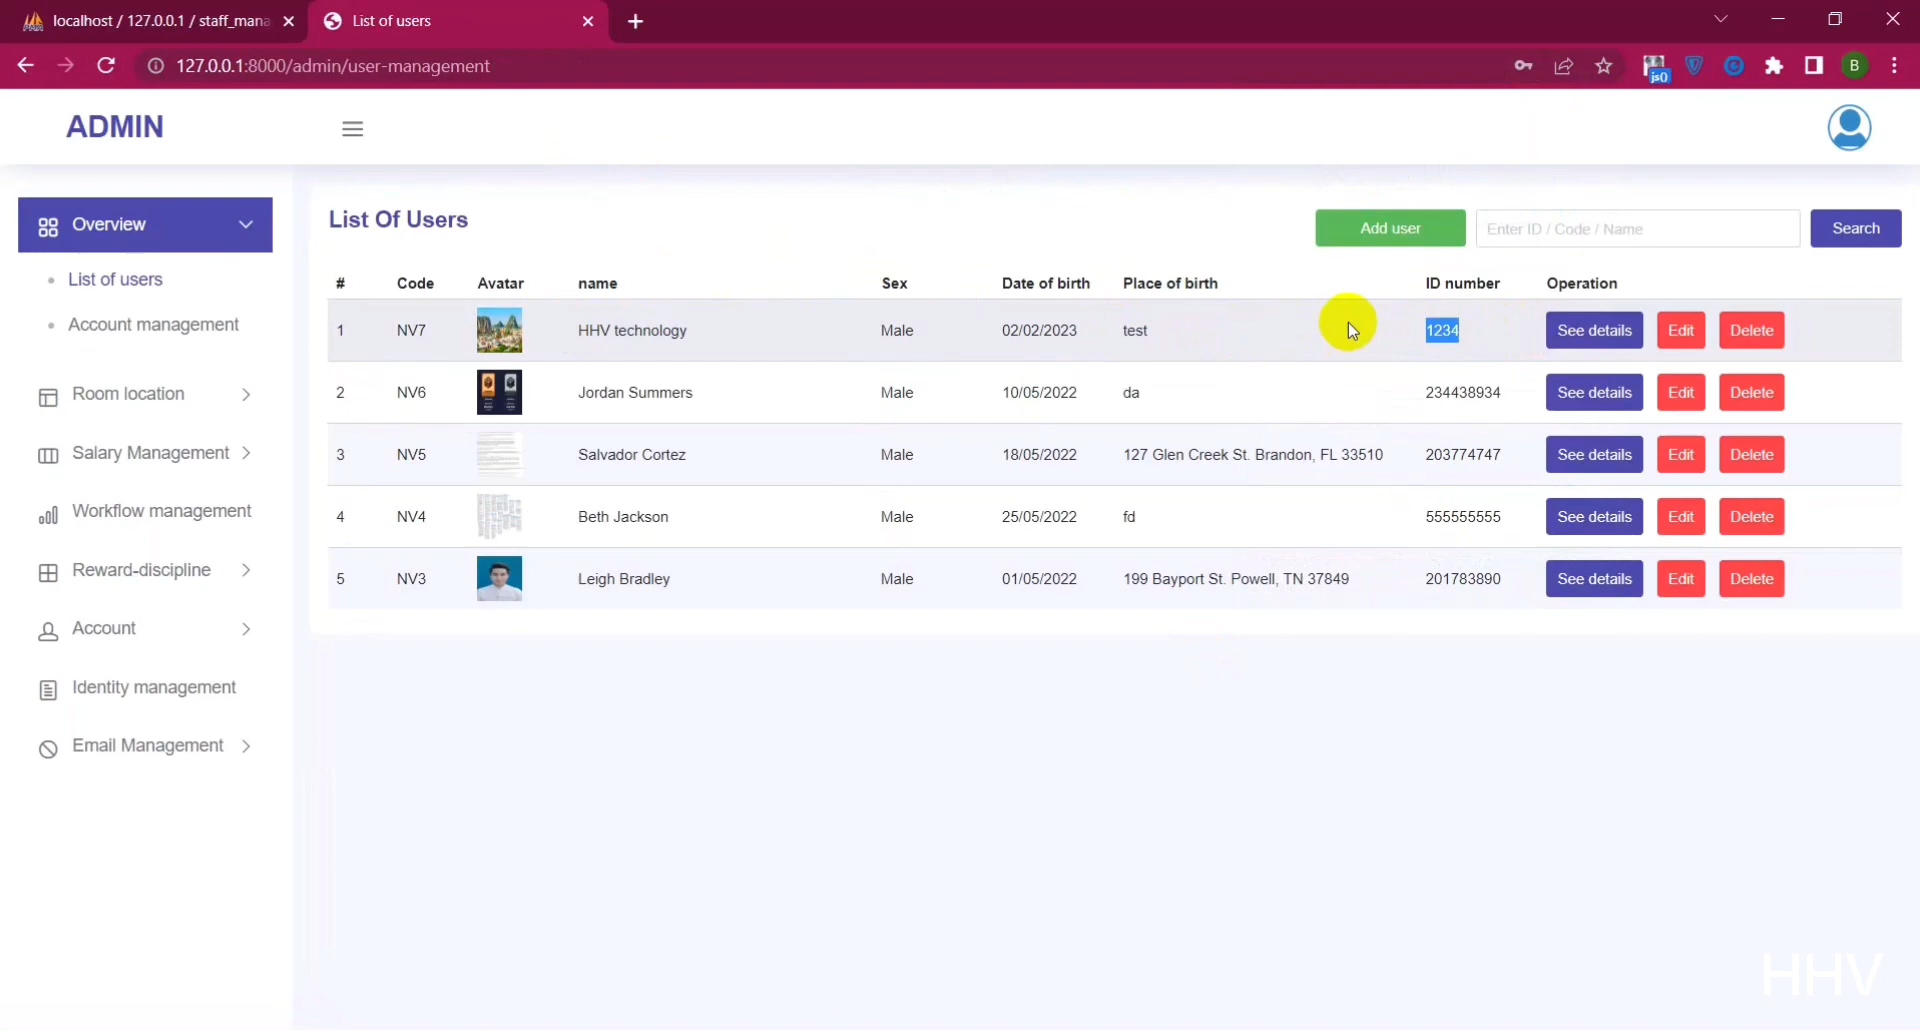 localhost / 127.0.0.1 / staff_mana
List of users
127.0.0.1:8000/admin/user-management
js()
B
ADMIN
Overview
List of users
Account management
Room location
Salary Management
Workflow management
Reward-discipline
Account
Identity management
Email Management
List Of Users
Add user
Enter ID / Code / Name
Search
# Code Avatar name Sex Date of birth Place of birth ID number Operation
1 NV7 HHV technology Male 02/02/2023 test 1234 See details Edit Delete
2 NV6 Jordan Summers Male 10/05/2022 da 234438934 See details Edit Delete
3 NV5 Salvador Cortez Male 18/05/2022 127 Glen Creek St. Brandon, FL 33510 203774747 See details Edit Delete
4 NV4 Beth Jackson Male 25/05/2022 fd 555555555 See details Edit Delete
5 NV3 Leigh Bradley Male 01/05/2022 199 Bayport St. Powell, TN 37849 201783890 See details Edit Delete
HHV